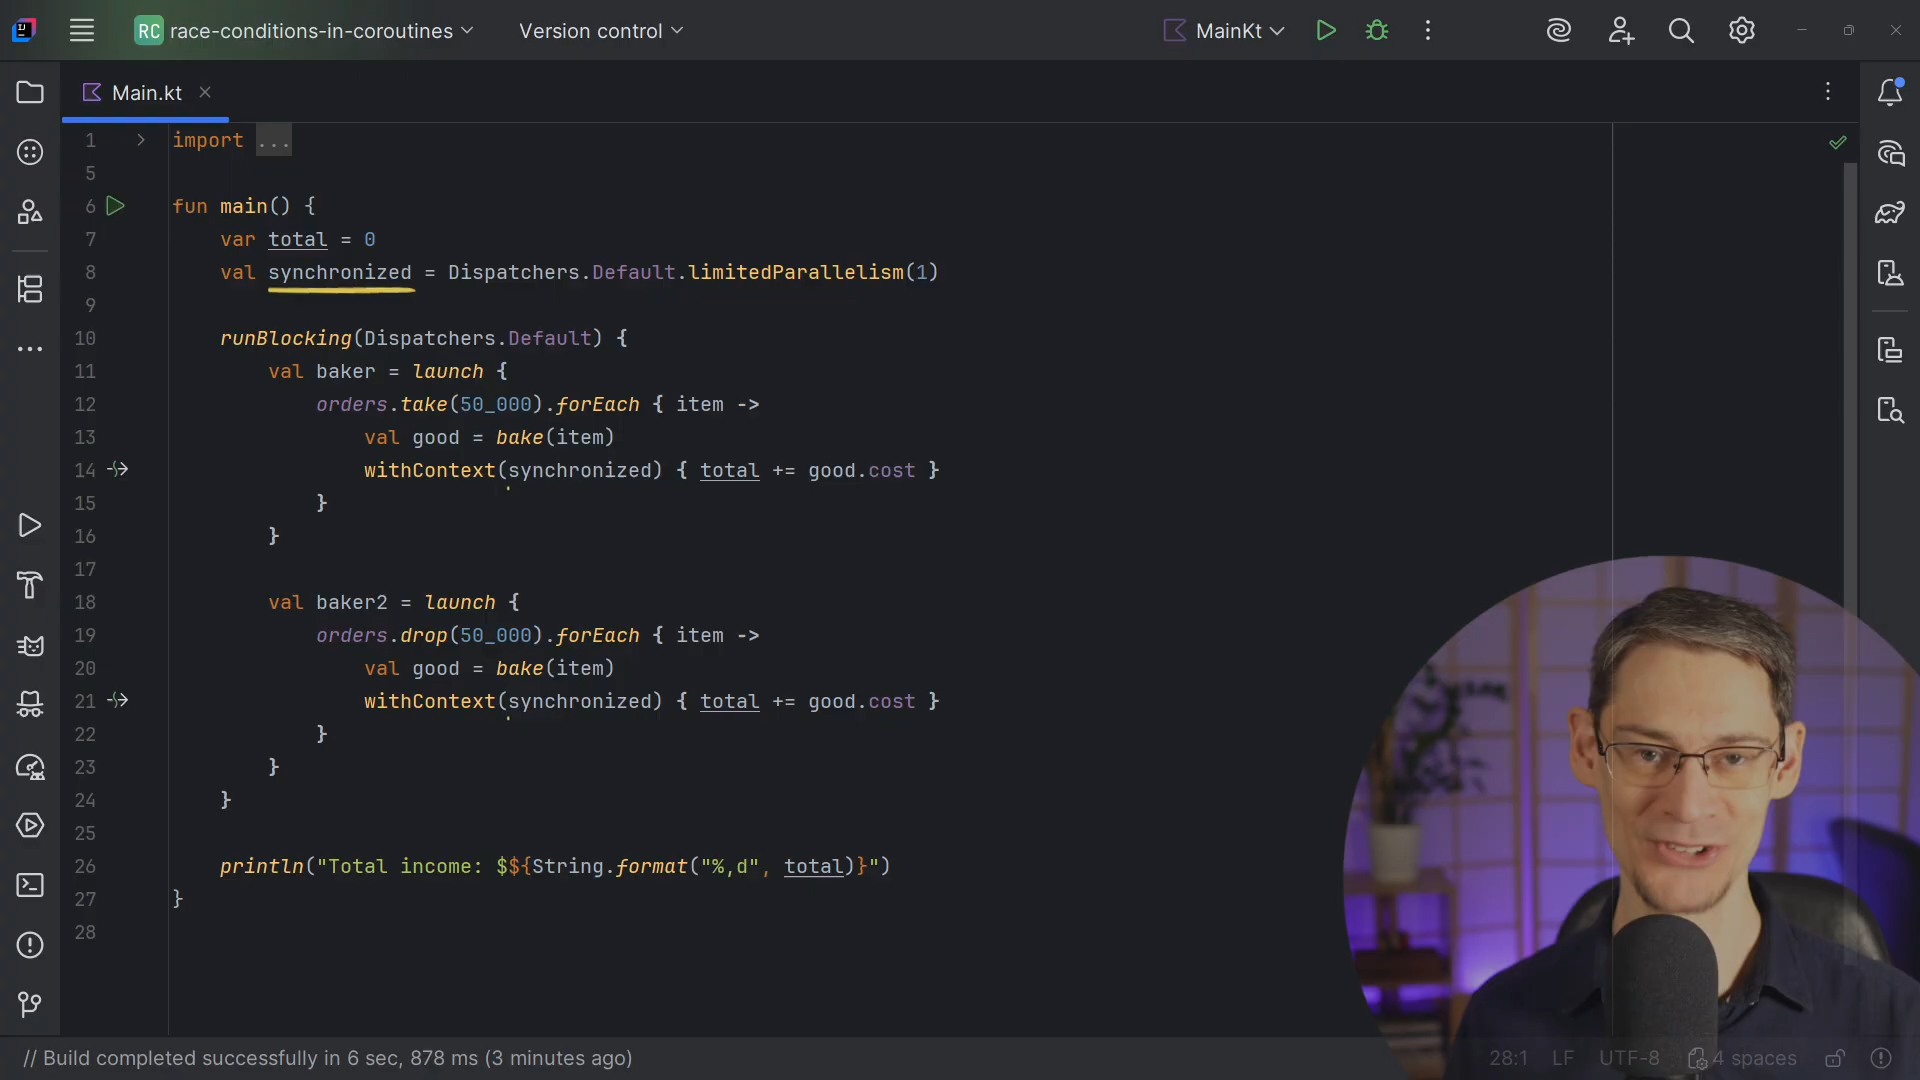 RC race-conditions-in-coroutines Version control MainKt
Main.kt
1 import ...
5
6 fun main() {
7 var total = 0
8 val synchronized = Dispatchers.Default.limitedParallelism(1)
9
10 runBlocking(Dispatchers.Default) {
11 val baker = launch {
12 orders.take(50_000).forEach { item ->
13 val good = bake(item)
14 withContext(synchronized) { total += good.cost }
15 }
16 }
17
18 val baker2 = launch {
19 orders.drop(50_000).forEach { item ->
20 val good = bake(item)
21 withContext(synchronized) { total += good.cost }
22 }
23 }
24 }
25
26 println("Total income: $${String.format("%,d", total)}")
27 }
28
// Build completed successfully in 6 sec, 878 ms (3 minutes ago) 28:1 LF UTF-8 4 spaces